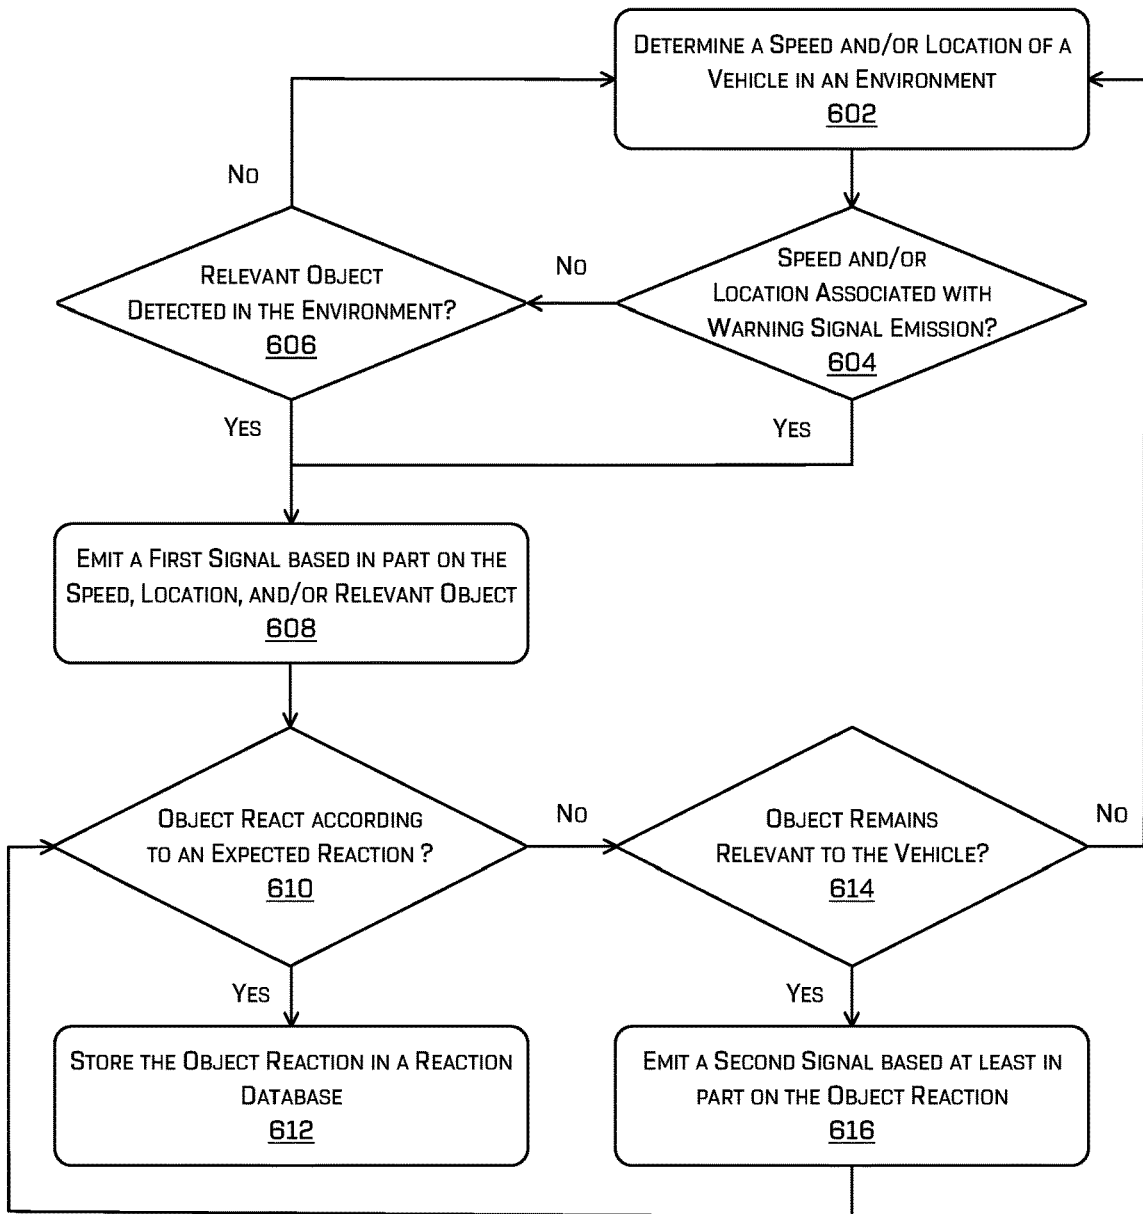 Determine a Speed and/or Location of a
Vehicle in an Environment
602
No
Relevant Object
Detected in the Environment?
606
No
Speed and/or
Location Associated with
Warning Signal Emission?
604
Yes
Yes
Emit a First Signal based in part on the
Speed, Location, and/or Relevant Object
608
Object React according
to an Expected Reaction ?
610
No
Object Remains
Relevant to the Vehicle?
614
No
Yes
Yes
Store the Object Reaction in a Reaction
Database
612
Emit a Second Signal based at least in
part on the Object Reaction
616